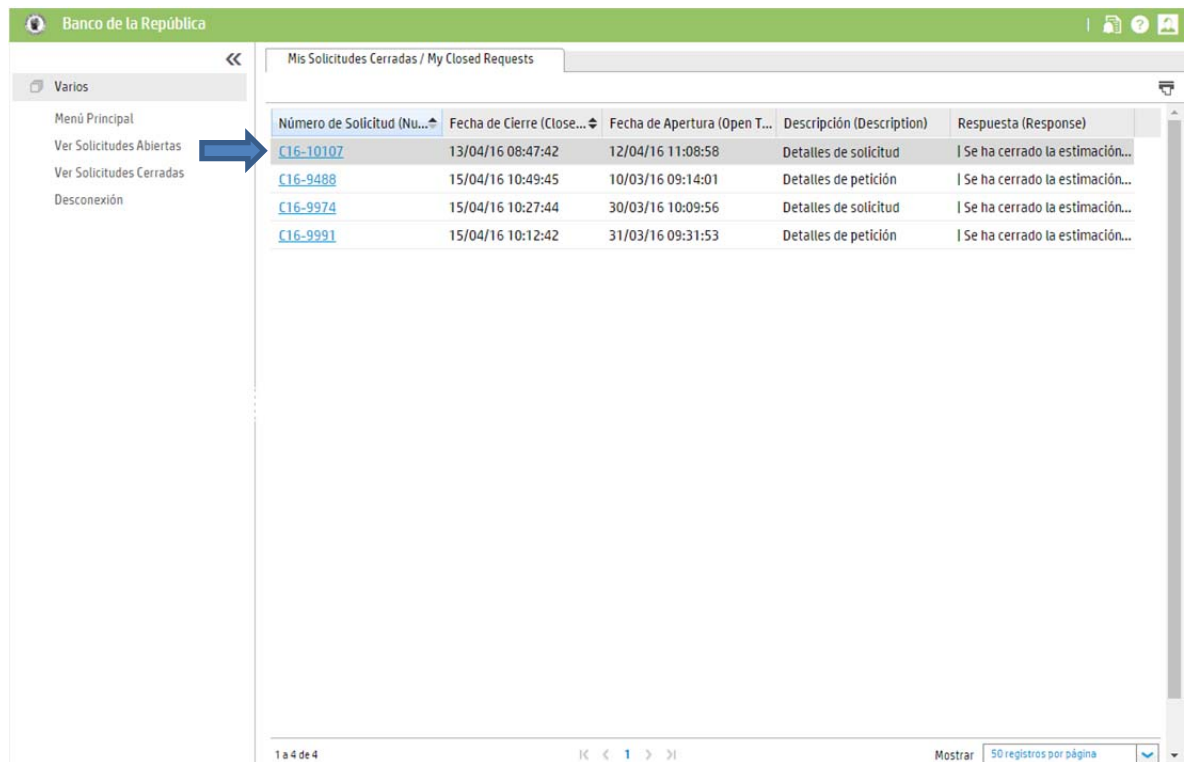 Banco de la República
Mis Solicitudes Cerradas / My Closed Requests
Varios
Menú Principal
Ver Solicitudes Abiertas
Ver Solicitudes Cerradas
Desconexión
Número de Solicitud (Nu... Fecha de Cierre (Close... Fecha de Apertura (Open T... Descripción (Description) Respuesta (Response)
C16-10107 13/04/16 08:47:42 12/04/16 11:08:58 Detalles de solicitud | Se ha cerrado la estimación...
C16-9488 15/04/16 10:49:45 10/03/16 09:14:01 Detalles de petición | Se ha cerrado la estimación...
C16-9974 15/04/16 10:27:44 30/03/16 10:09:56 Detalles de solicitud | Se ha cerrado la estimación...
C16-9991 15/04/16 10:12:42 31/03/16 09:31:53 Detalles de petición | Se ha cerrado la estimación...
1 a 4 de 4 1 Mostrar 50 registros por página